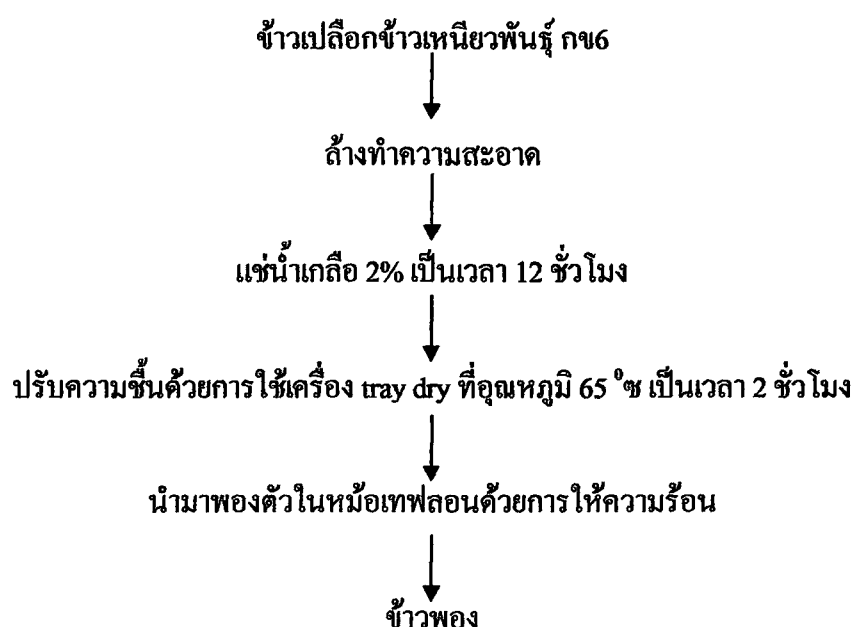 ข้าวเปลือกข้าวเหนียวพันธุ์ กข6
ล้างทำความสะอาด
แช่น้ำเกลือ 2% เป็นเวลา 12 ชั่วโมง
ปรับความชื้นด้วยการใช้เครื่อง tray dry ที่อุณหภูมิ 65 ⁰ซ เป็นเวลา 2 ชั่วโมง
นำมาพองตัวในหม้อเทฟลอนด้วยการให้ความร้อน
ข้าวพอง